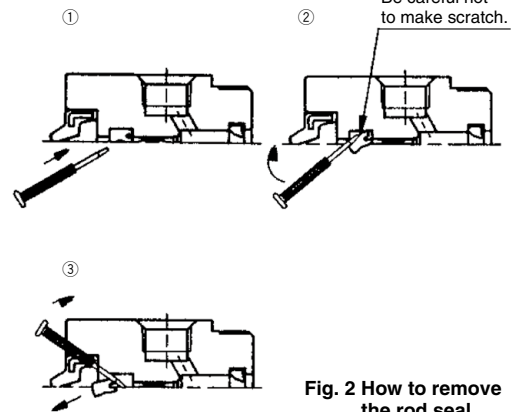 ①
②
Be careful not
to make scratch.
③
Fig. 2 How to remove
the rod seal